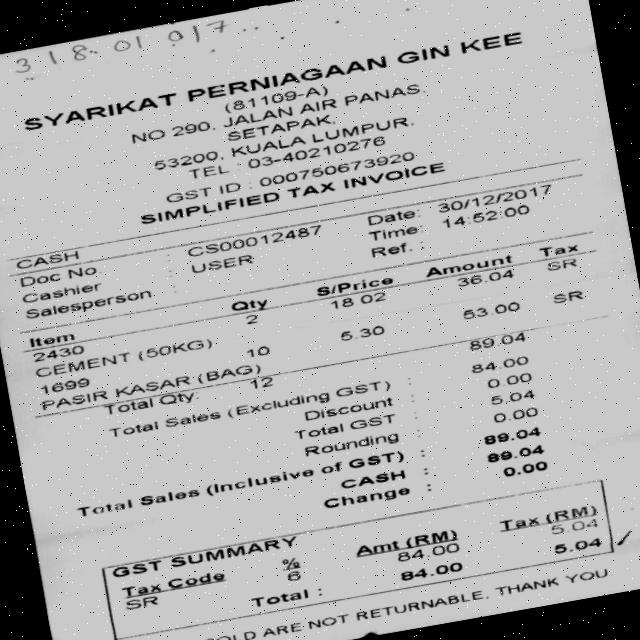 318.01.017
SYARIKAT PERNIAGAAN GIN KEE
(81109-A)
NO 290, JALAN AIR PANAS,
SETAPAK,
53200, KUALA LUMPUR.
TEL : 03-40210276
GST ID : 000750673920
SIMPLIFIED TAX INVOICE
CASH
Doc No. : CS00012487 Date: 30/12/2017
Cashier : USER Time: 14:52:00
Salesperson : Ref. :
Item Qty S/Price Amount Tax
2430 2 18.02 36.04 SR
CEMENT (50KG)
1699 10 5.30 53.00 SR
PASIR KASAR (BAG)
Total Qty: 12 89.04
Total Sales (Excluding GST) : 84.00
Discount : 0.00
Total GST : 5.04
Rounding : 0.00
Total Sales (Inclusive of GST) : 89.04
CASH : 89.04
Change : 0.00
GST SUMMARY
Tax Code % Amt (RM) Tax (RM)
SR 6 84.00 5.04
Total : 84.00 5.04
OLD ARE NOT RETURNABLE. THANK YOU